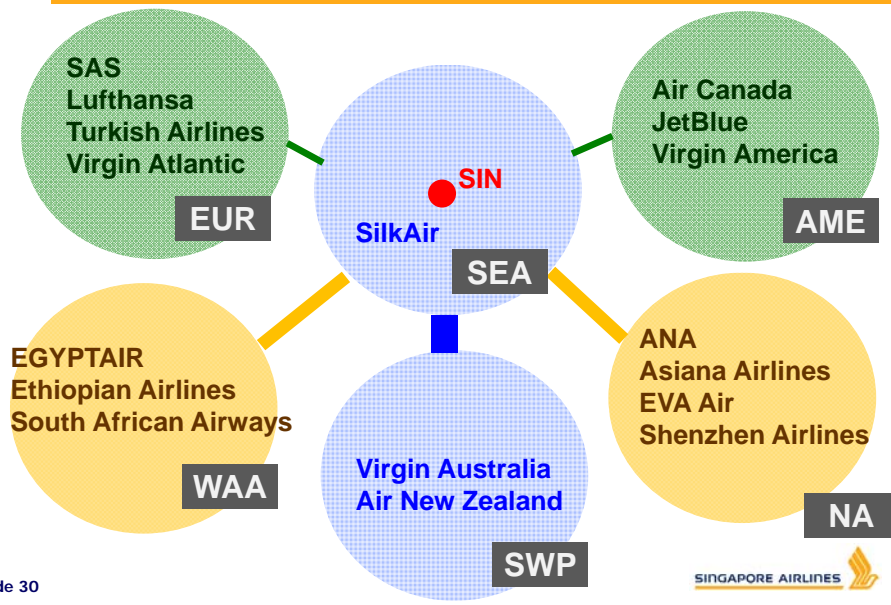 SAS
Lufthansa
Turkish Airlines
Virgin Atlantic
EUR
SIN
SilkAir
SEA
Air Canada
JetBlue
Virgin America
AME
EGYPTAIR
Ethiopian Airlines
South African Airways
WAA
Virgin Australia
Air New Zealand
SWP
ANA
Asiana Airlines
EVA Air
Shenzhen Airlines
NA
de 30
SINGAPORE AIRLINES